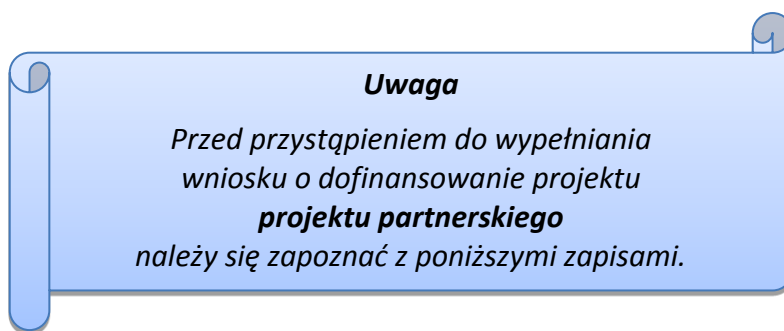 Uwaga
Przed przystąpieniem do wypełniania
wniosku o dofinansowanie projektu
projektu partnerskiego
należy się zapoznać z poniższymi zapisami.